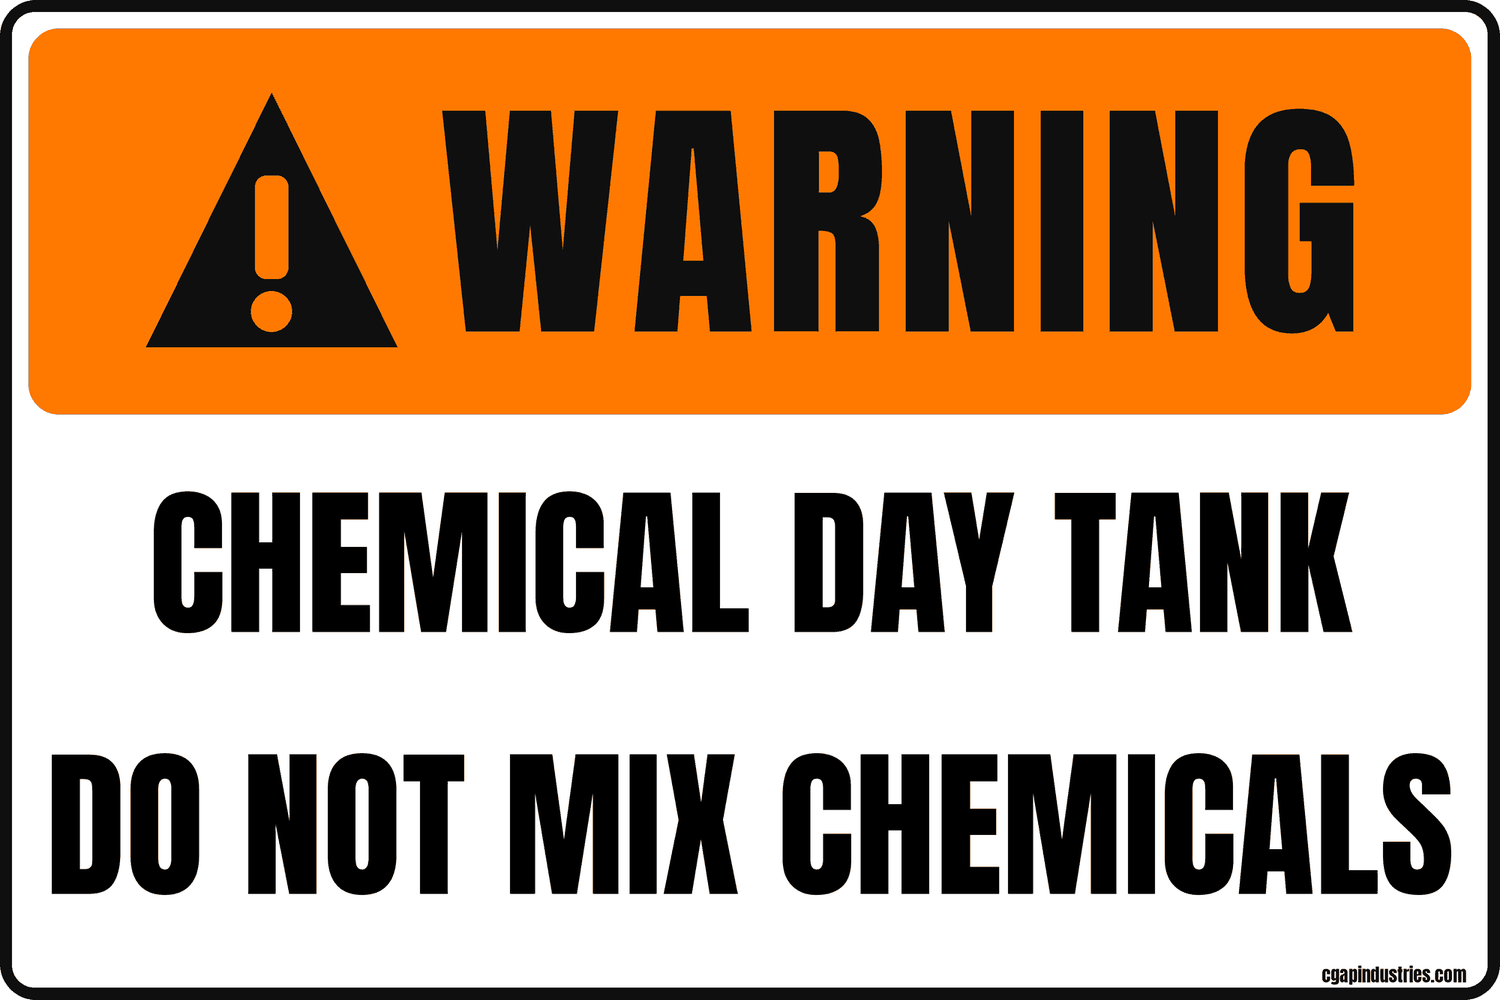 WARNING
CHEMICAL DAY TANK
DO NOT MIX CHEMICALS
cgapindustries.com